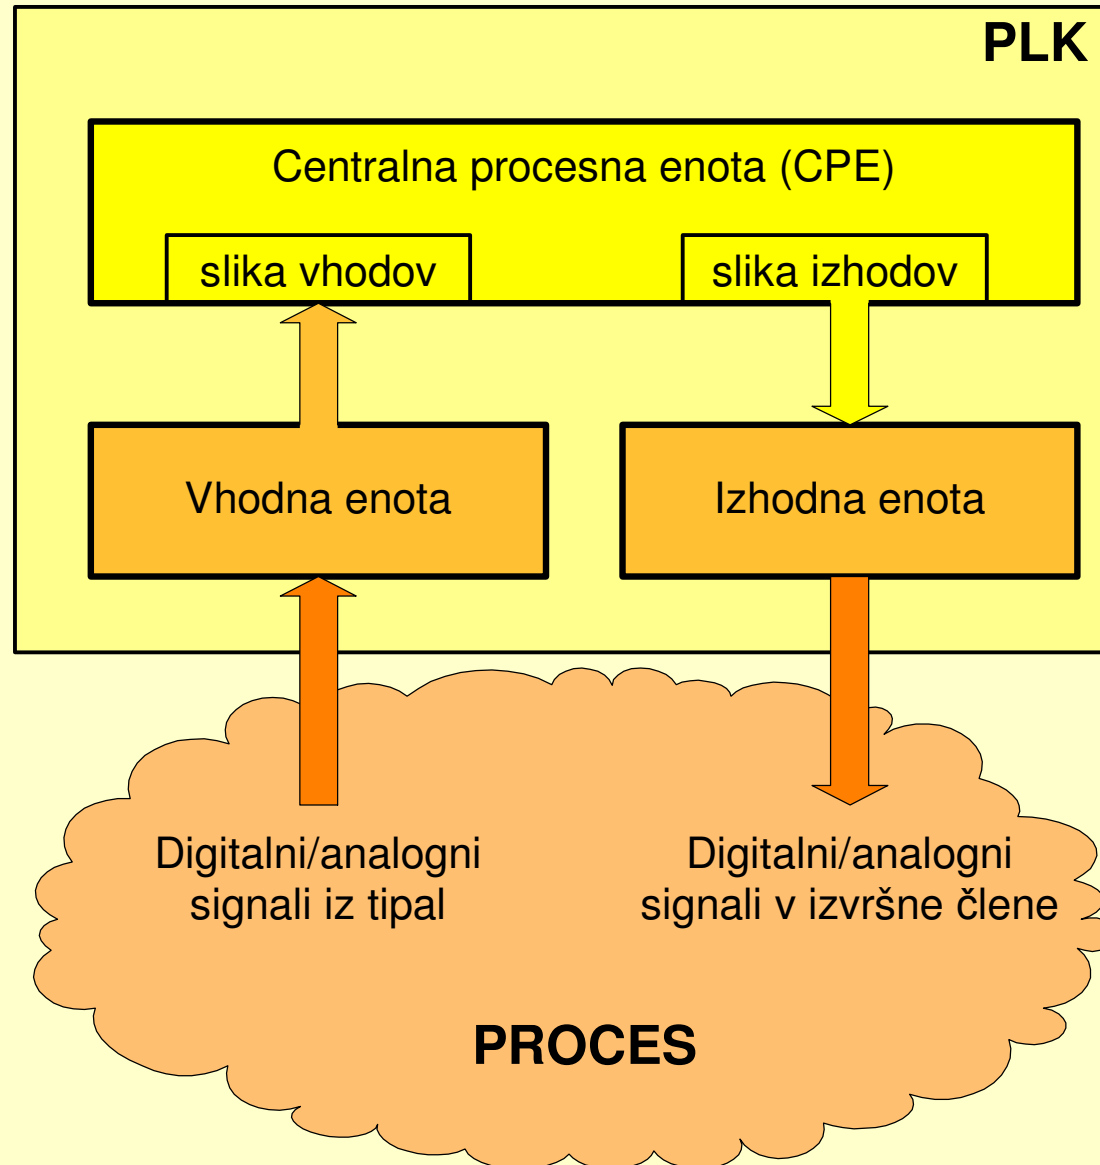 PLK
Centralna procesna enota (CPE)
slika vhodov
slika izhodov
Vhodna enota
Izhodna enota
Digitalni/analogni
signali iz tipal
Digitalni/analogni
signali v izvršne člene
PROCES